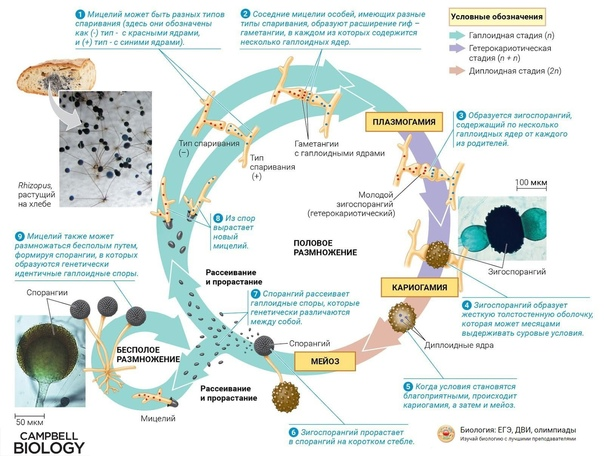 1 Мицелий может быть разных типов
спаривания (здесь они обозначены
как (-) тип - с красными ядрами,
и (+) тип - с синими ядрами).
2 Соседние мицелии особей, имеющих разные
типы спаривания, образуют расширение гиф –
гаметангии, в каждом из которых содержится
несколько гаплоидных ядер.
Условные обозначения
Гаплоидная стадия (n)
Гетерокариотическая
стадия (n + n)
Диплоидная стадия (2n)
ПЛАЗМОГАМИЯ
3 Образуется зигоспорангий,
содержащий по несколько
гаплоидных ядер от каждого
из родителей.
Тип спаривания
(–)
Тип
спаривания
(+)
Гаметангии
с гаплоидными ядрами
Rhizopus,
растущий
на хлебе
Молодой
зигоспорангий
(гетерокариотический)
100 мкм
8 Из спор
вырастает
новый
мицелий.
9 Мицелий также может
размножаться бесполым путем,
формируя спорангии, в которых
образуются генетически
идентичные гаплоидные споры.
ПОЛОВОЕ
РАЗМНОЖЕНИЕ
Зигоспорангий
Рассеивание
и прорастание
КАРИОГАМИЯ
Спорангии
7 Спорангий рассеивает
гаплоидные споры, которые
генетически различаются
между собой.
4 Зигоспорангий образует
жесткую толстостенную оболочку,
которая может месяцами
выдерживать суровые условия.
Спорангий
Диплоидные ядра
БЕСПОЛОЕ
РАЗМНОЖЕНИЕ
МЕЙОЗ
Рассеивание
и прорастание
5 Когда условия становятся
благоприятными, происходит
кариогамия, а затем и мейоз.
50 мкм
Мицелий
6 Зигоспорангий прорастает
в спорангий на коротком стебле.
CAMPBELL
BIOLOGY
Биология: ЕГЭ, ДВИ, олимпиады
Изучай биологию с лучшими преподавателями